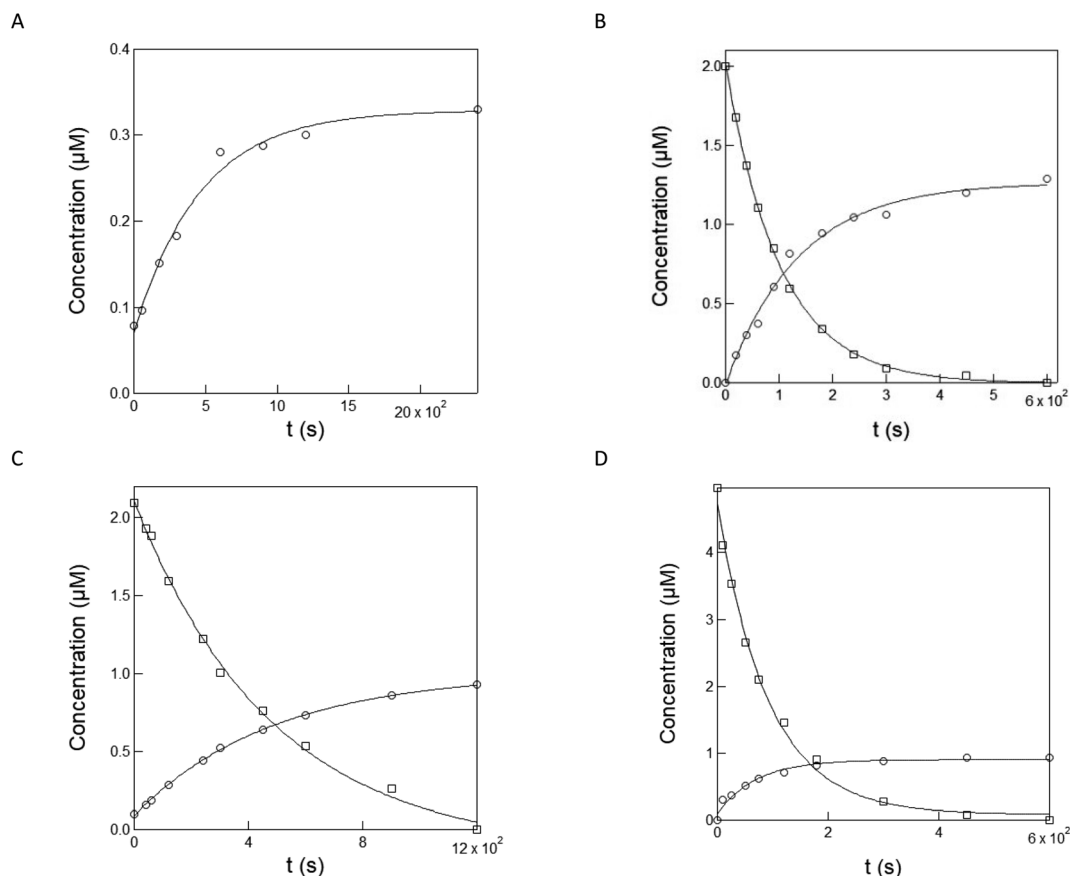 A
0.4
0.3
0.2
0.1
0.0
0
5
10
15
20 x 10²
Concentration (µM)
t (s)
B
2.0
1.5
1.0
0.5
0.0
0
1
2
3
4
5
6 x 10²
Concentration (µM)
t (s)
C
2.0
1.5
1.0
0.5
0.0
0
4
8
12 x 10²
Concentration (µM)
t (s)
D
4
3
2
1
0
0
2
4
6 x 10²
Concentration (µM)
t (s)